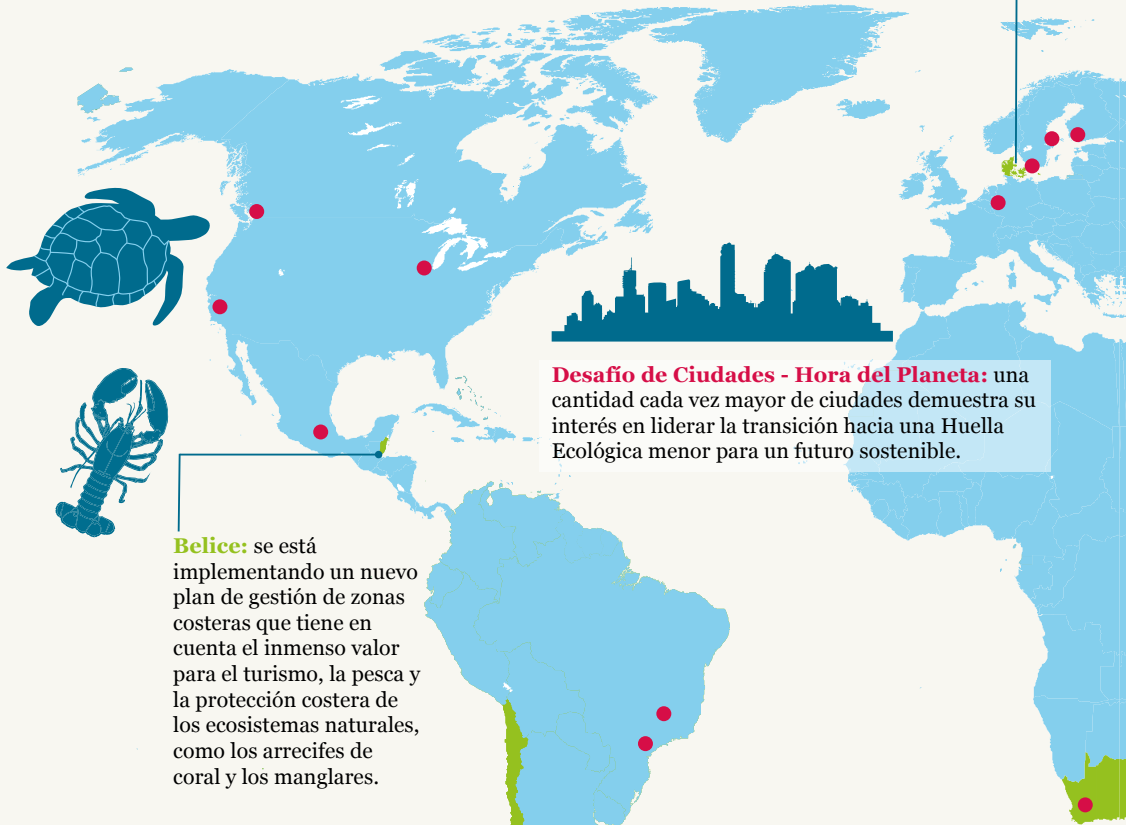 Desafío de Ciudades - Hora del Planeta: una
cantidad cada vez mayor de ciudades demuestra su
interés en liderar la transición hacia una Huella
Ecológica menor para un futuro sostenible.
Belice: se está
implementando un nuevo
plan de gestión de zonas
costeras que tiene en
cuenta el inmenso valor
para el turismo, la pesca y
la protección costera de
los ecosistemas naturales,
como los arrecifes de
coral y los manglares.